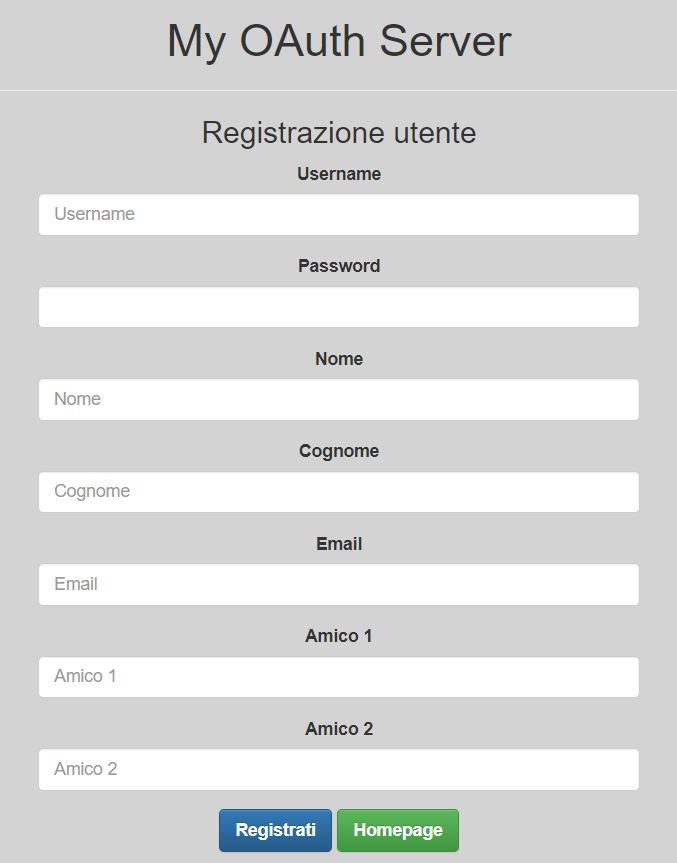 My OAuth Server
Registrazione utente
Username
Username
Password
Nome
Nome
Cognome
Cognome
Email
Email
Amico 1
Amico 1
Amico 2
Amico 2
Registrati Homepage